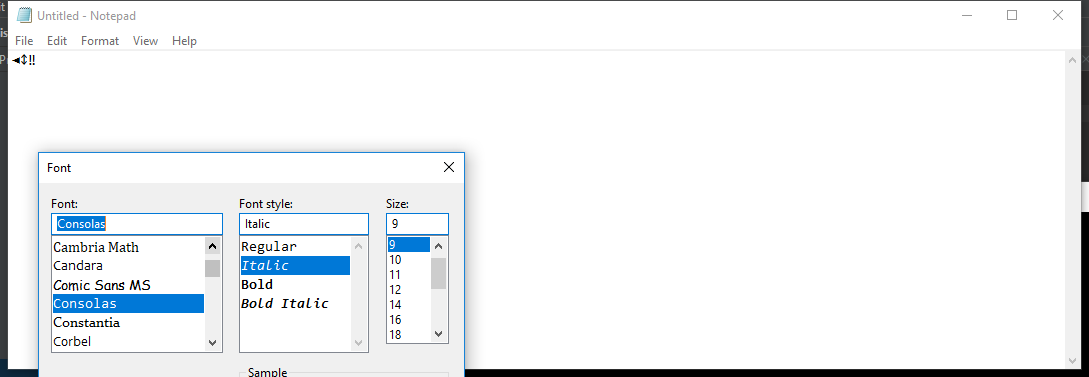 Untitled - Notepad
File Edit Format View Help
◄↕‼
Font
Font: Font style: Size:
Consolas Italic 9
Cambria Math Regular 9
Candara Italic 10
Comic Sans MS Bold 11
Consolas Bold Italic 12
Constantia 14
Corbel 16
18
Sample